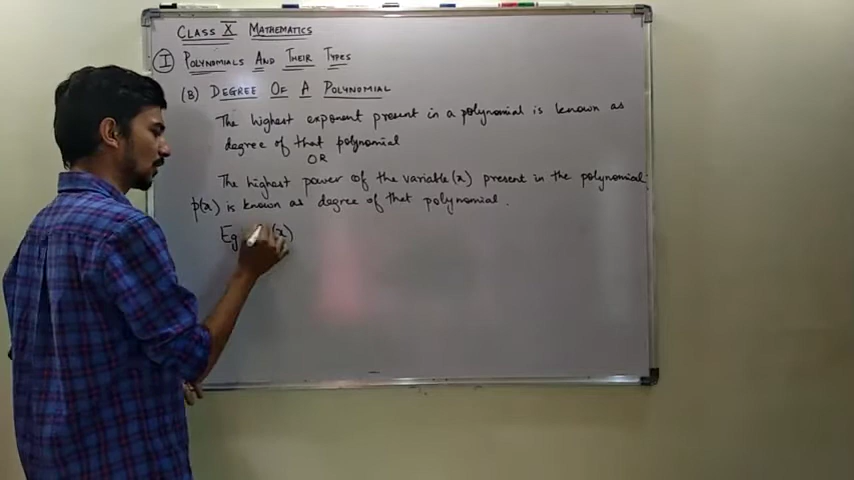 CLASS X MATHEMATICS
I POLYNOMIALS AND THEIR TYPES
(B) DEGREE OF A POLYNOMIAL
The highest exponent present in a polynomial is known as
degree of that polynomial
OR
The highest power of the variable (x) present in the polynomial
p(x) is known as degree of that polynomial.
Eg (x)